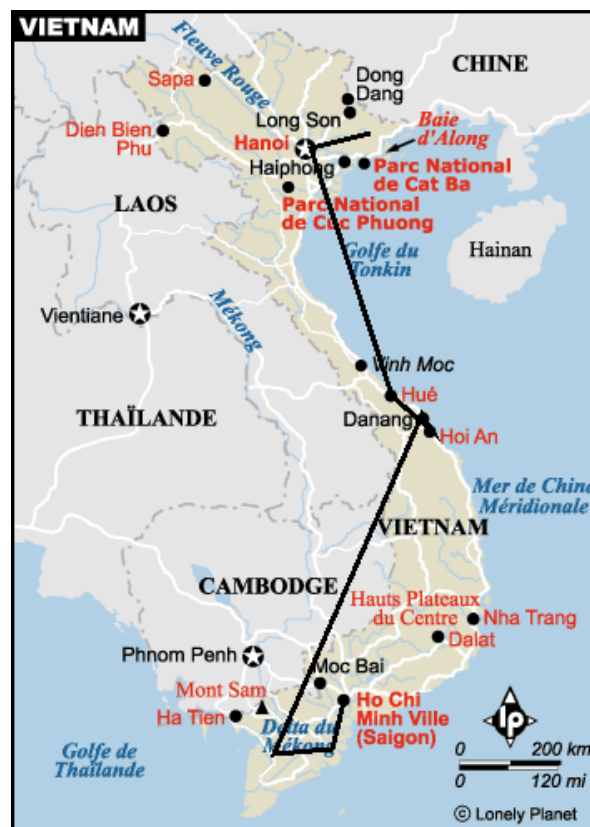 VIETNAM
Fleuve Rouge
CHINE
Sapa
Dong
Dang
Long Son
Baie
d'Along
Dien Bien
Phu
Hanoi
Haiphong
Parc National
de Cat Ba
Parc National
de Cuc Phuong
LAOS
Golfe du
Tonkin
Hainan
Vientiane
Mékong
Vinh Moc
Hué
THAÏLANDE
Danang
Hoi An
Mer de Chine
Méridionale
VIETNAM
CAMBODGE
Hauts Plateaux
du Centre
Nha Trang
Dalat
Phnom Penh
Moc Bai
Mont Sam
Ha Tien
Delta du
Mékong
Ho Chi
Minh Ville
(Saigon)
Golfe de
Thaïlande
lp
0 200 km
0 120 mi
© Lonely Planet